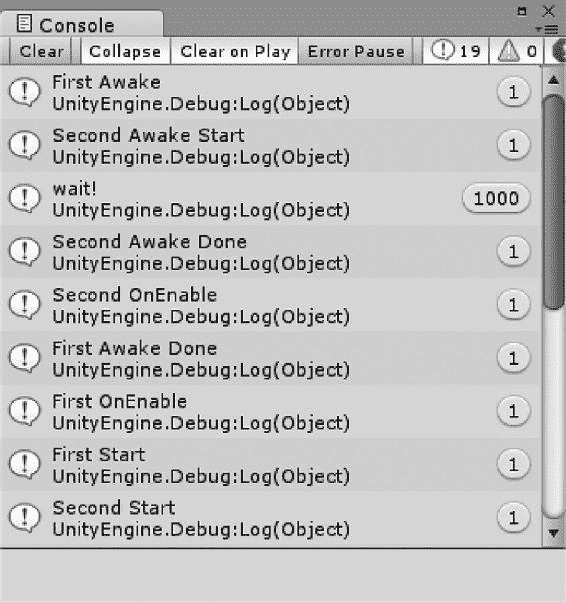 Console
Clear Collapse Clear on Play Error Pause 19 0
First Awake
UnityEngine.Debug:Log(Object) 1
Second Awake Start
UnityEngine.Debug:Log(Object) 1
wait!
UnityEngine.Debug:Log(Object) 1000
Second Awake Done
UnityEngine.Debug:Log(Object) 1
Second OnEnable
UnityEngine.Debug:Log(Object) 1
First Awake Done
UnityEngine.Debug:Log(Object) 1
First OnEnable
UnityEngine.Debug:Log(Object) 1
First Start
UnityEngine.Debug:Log(Object) 1
Second Start
UnityEngine.Debug:Log(Object) 1